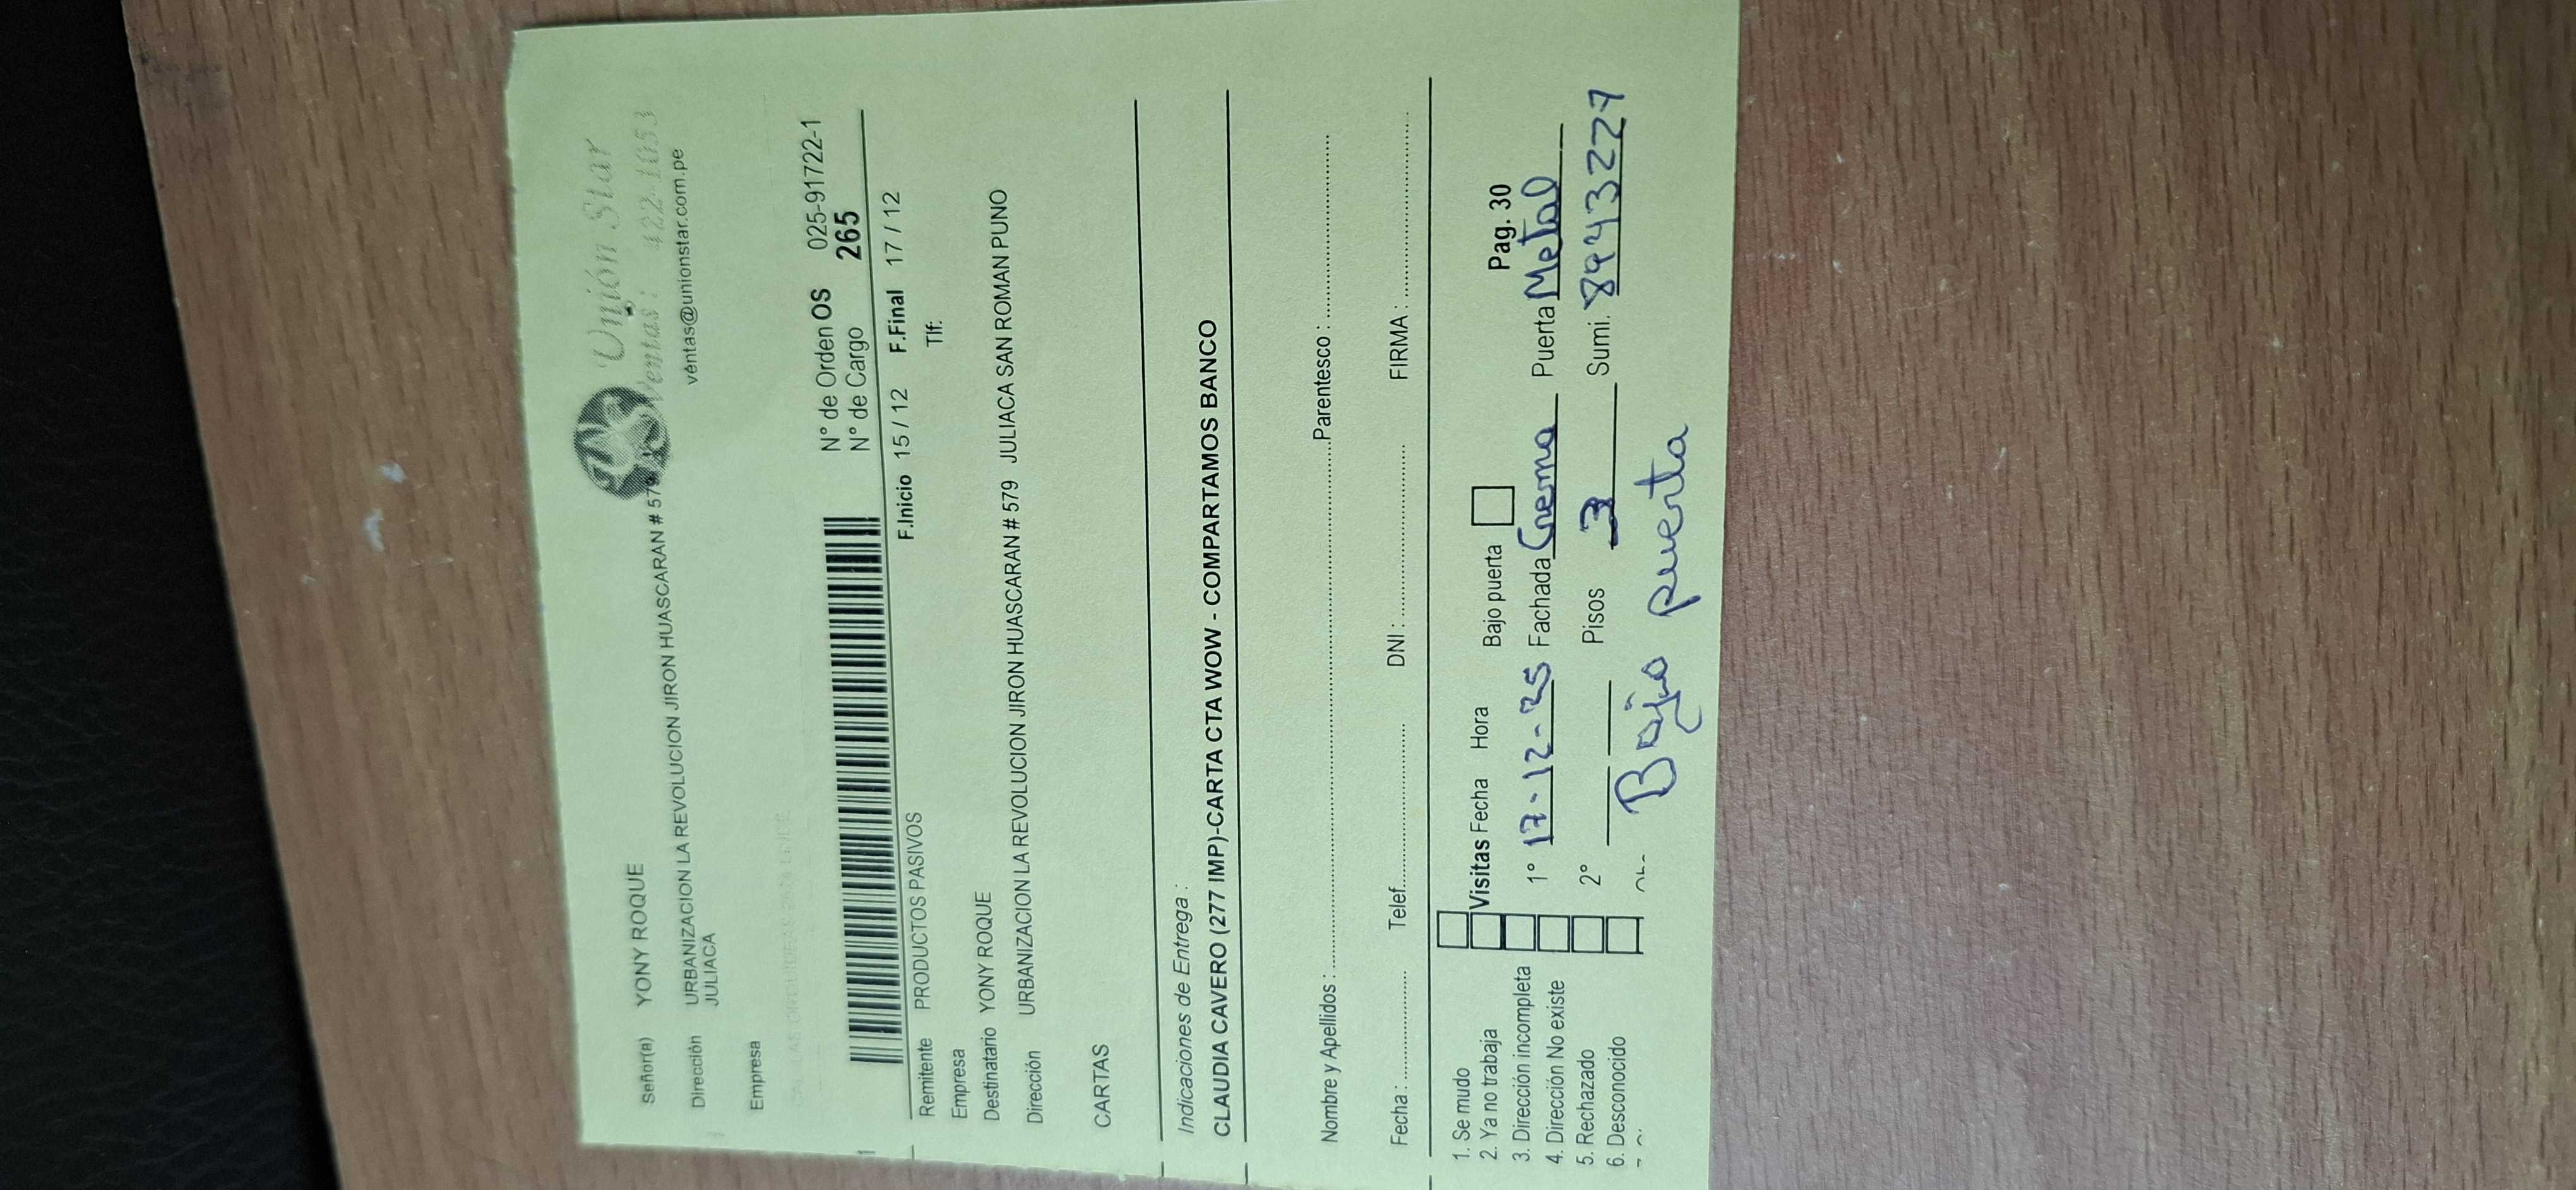 Señor(a) YONY ROQUE
Unión Star
Ventas: 422-1053
ventas@unionstar.com.pe
Dirección URBANIZACION LA REVOLUCION JIRON HUASCARAN # 579
JULIACA
Empresa
N° de Orden OS 025-91722-1
N° de Cargo 265
1
F.Inicio 15 / 12 F.Final 17 / 12
Remitente PRODUCTOS PASIVOS
Tlf.
Empresa
Destinatario YONY ROQUE
Dirección URBANIZACION LA REVOLUCION JIRON HUASCARAN # 579 JULIACA SAN ROMAN PUNO
CARTAS
Indicaciones de Entrega :
CLAUDIA CAVERO (277 IMP)-CARTA CTA WOW - COMPARTAMOS BANCO
Nombre y Apellidos : Parentesco :
Fecha : Telef. DNI : FIRMA :
1. Se mudo
2. Ya no trabaja Visitas Fecha Hora Bajo puerta Pag. 30
3. Dirección incompleta 1° 17-12-25 Fachada Crema Puerta Metal
4. Dirección No existe
5. Rechazado 2° Pisos 3 Sumi. 89432227
6. Desconocido Bajo puerta